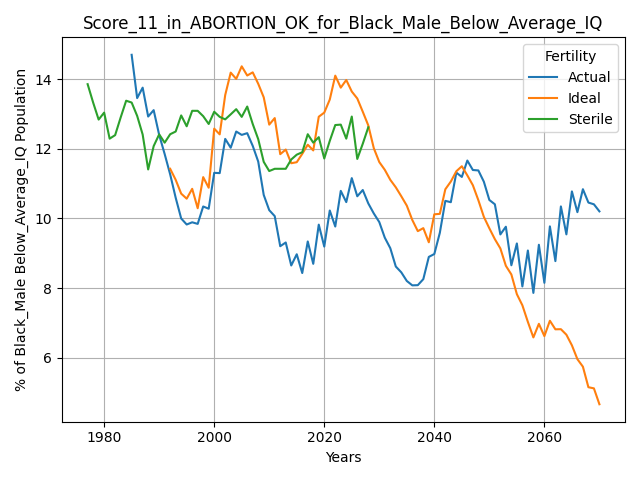 Score_11_in_ABORTION_OK_for_Black_Male_Below_Average_IQ
% of Black_Male Below_Average_IQ Population
14
12
10
8
6
Fertility
Actual
Ideal
Sterile
1980
2000
2020
2040
2060
Years